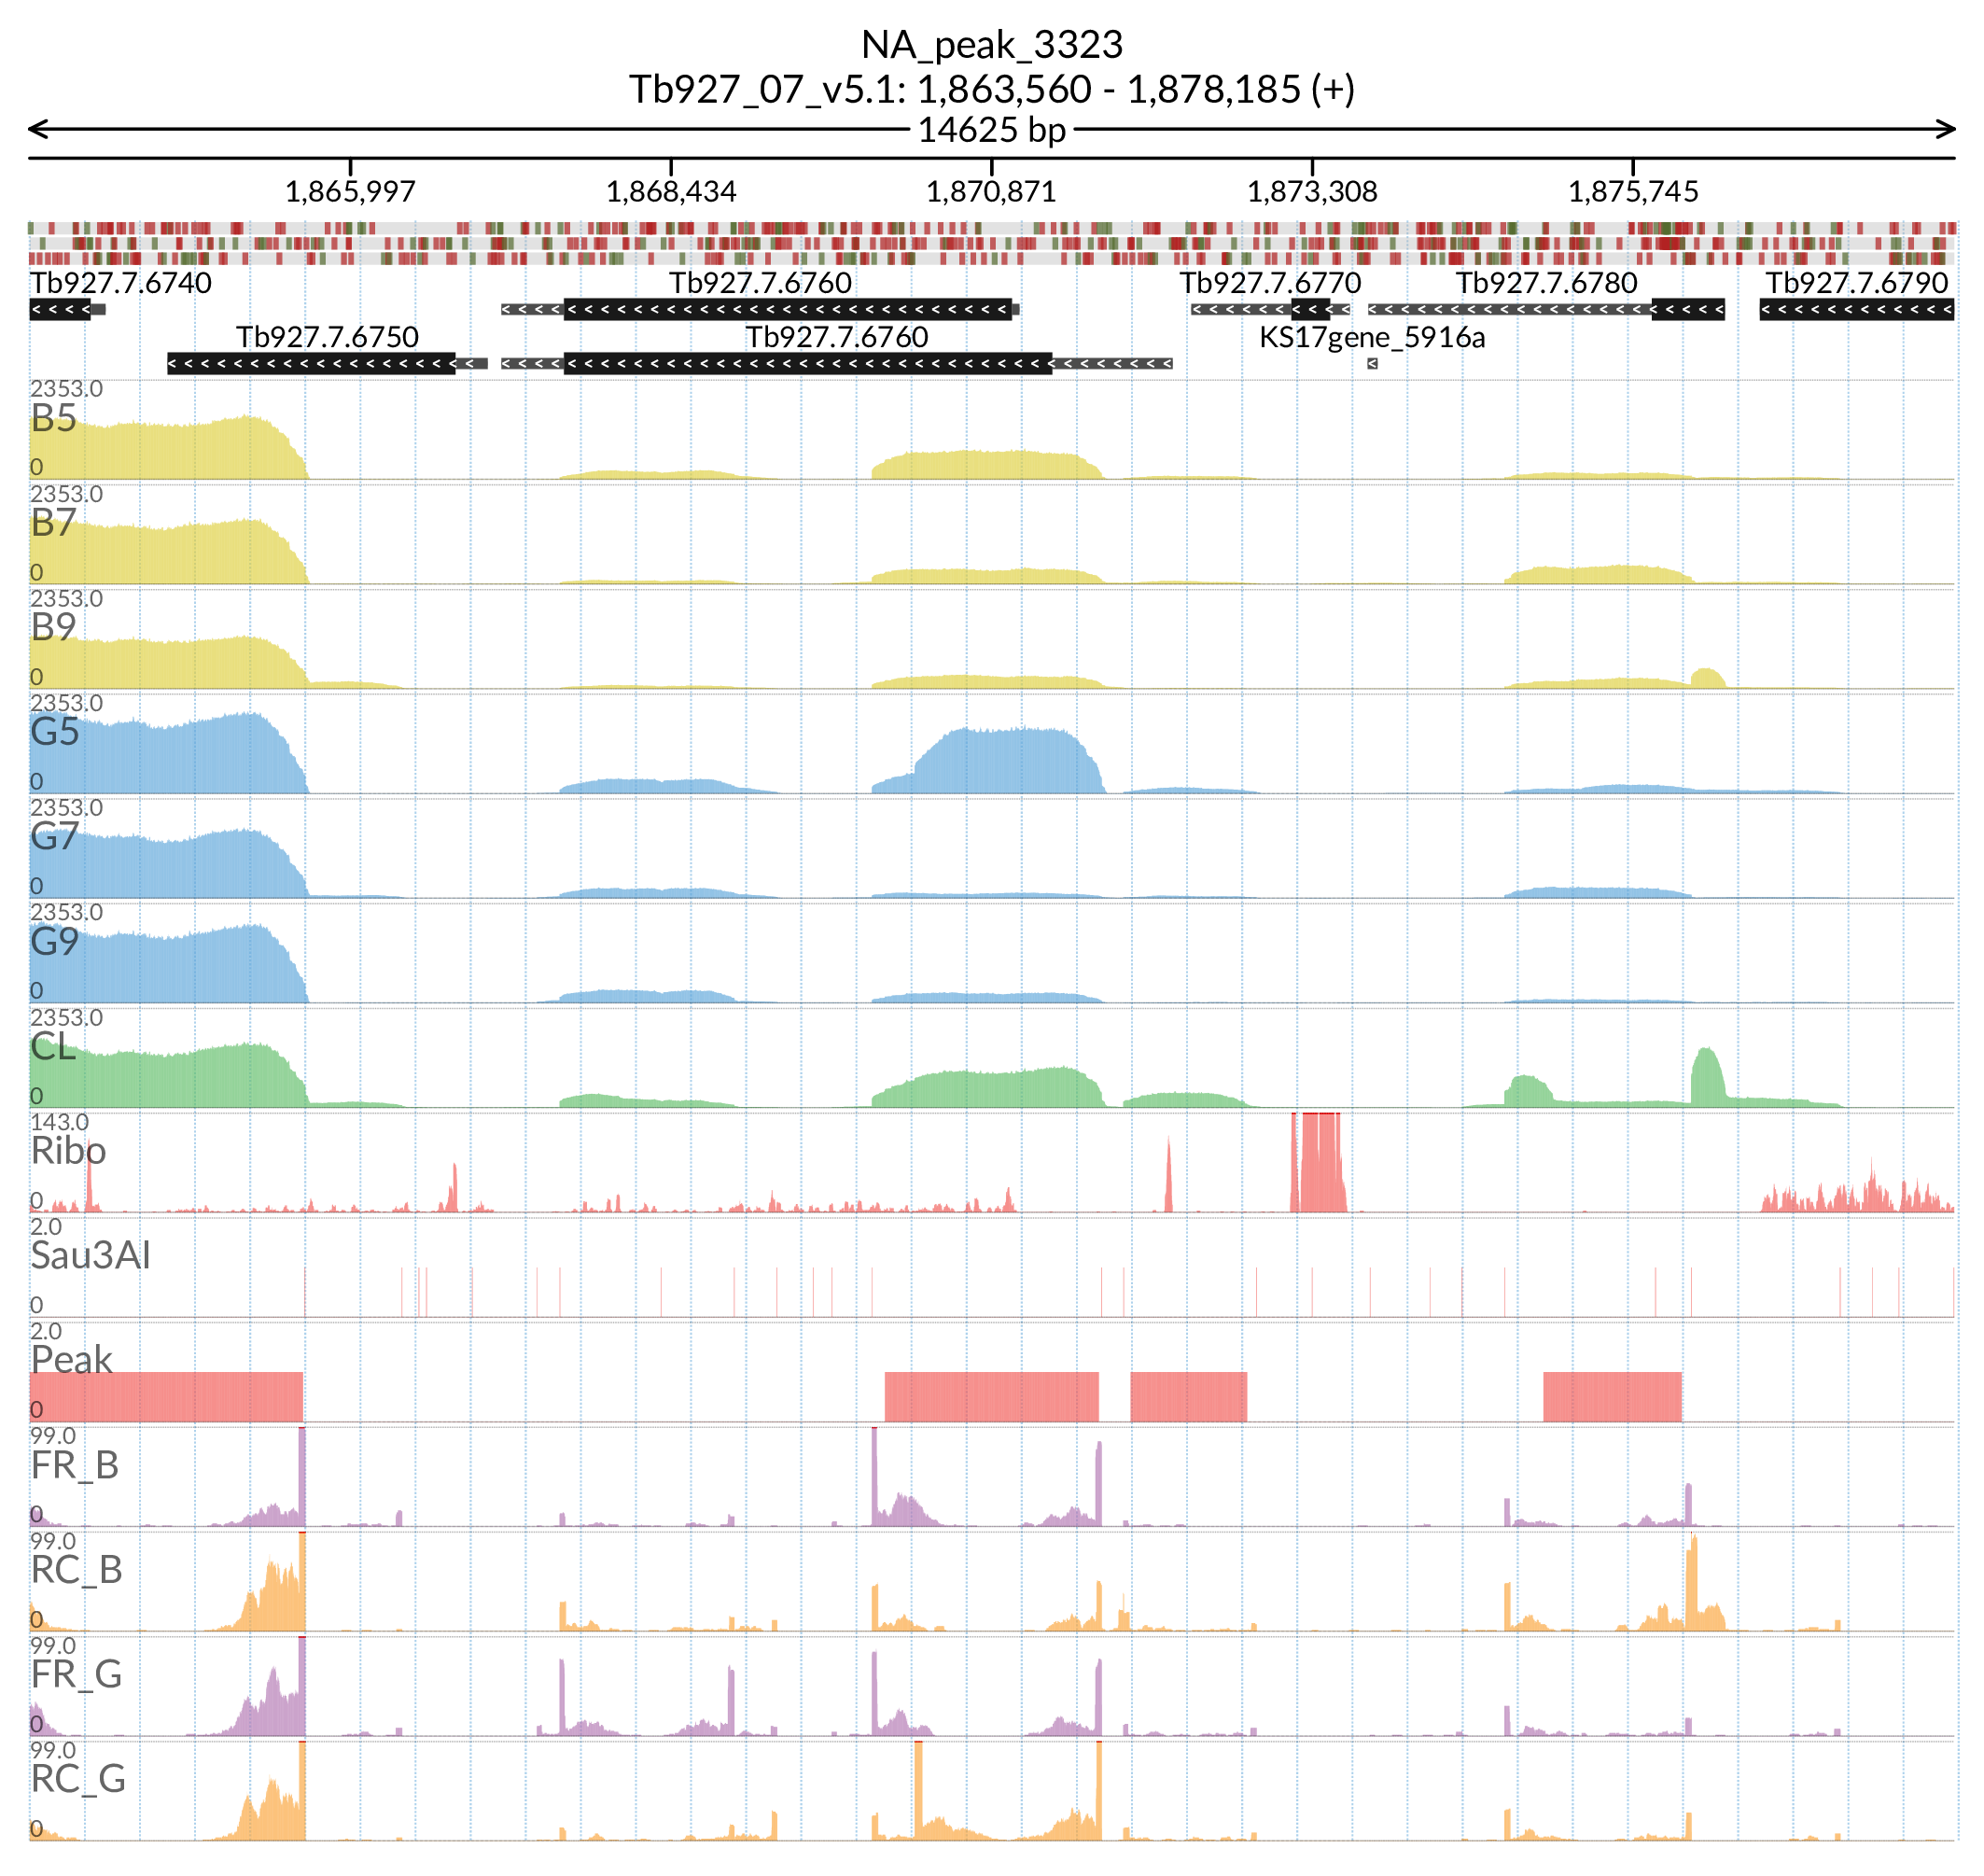 NA_peak_3323
Tb927_07_v5.1: 1,863,560 - 1,878,185 (+)
14625 bp
1,865,997 1,868,434 1,870,871 1,873,308 1,875,745
Tb927.7.6740 Tb927.7.6760 Tb927.7.6770 Tb927.7.6780 Tb927.7.6790
Tb927.7.6750 Tb927.7.6760 KS17gene_5916a
2353.0
B5
0
2353.0
B7
0
2353.0
B9
0
2353.0
G5
0
2353.0
G7
0
2353.0
G9
0
2353.0
CL
0
143.0
Ribo
0
2.0
Sau3AI
0
2.0
Peak
0
99.0
FR_B
0
99.0
RC_B
0
99.0
FR_G
0
99.0
RC_G
0